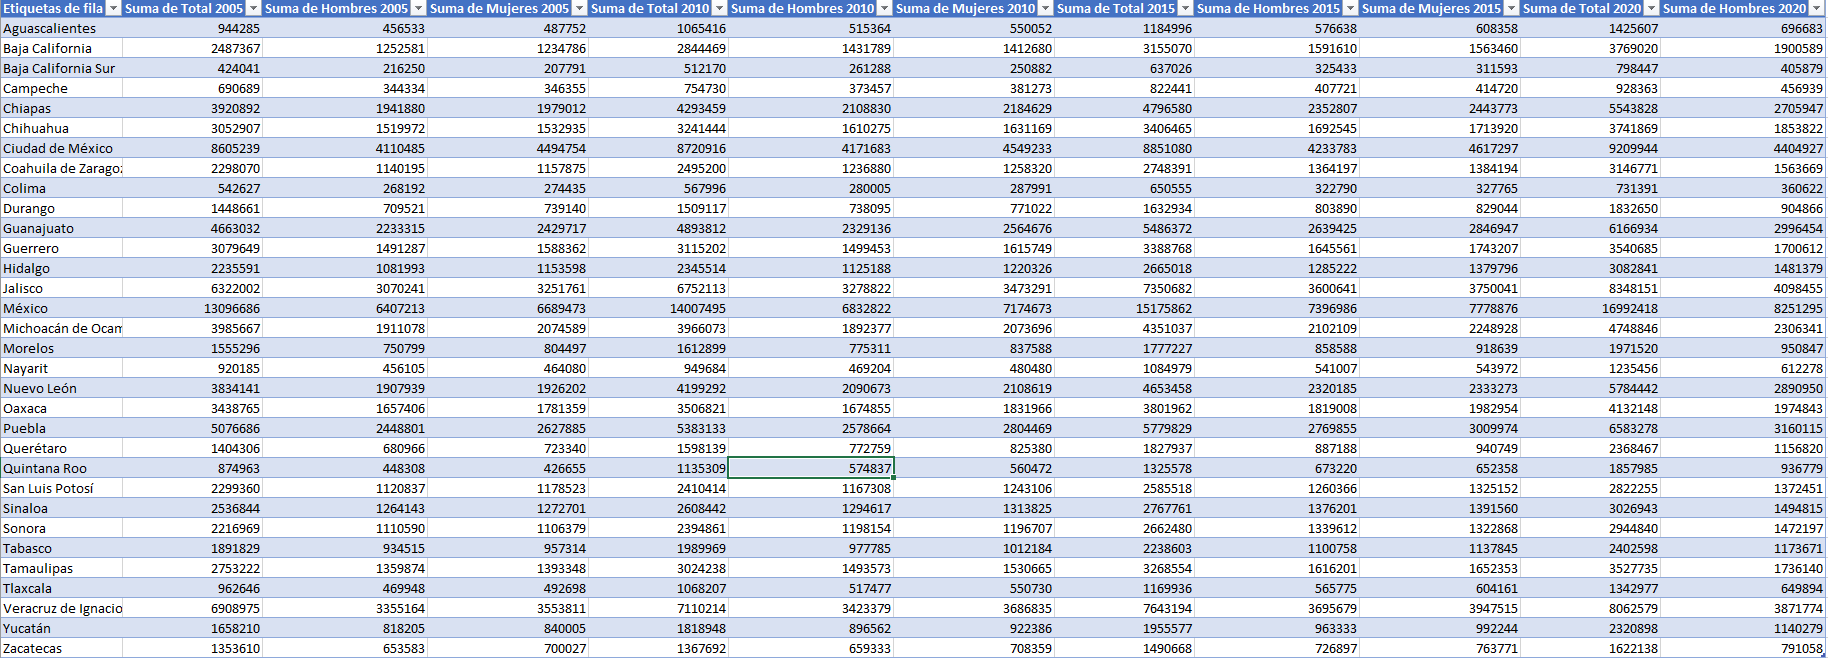 Etiquetas de fila Suma de Total 2005 Suma de Hombres 2005 Suma de Mujeres 2005 Suma de Total 2010 Suma de Hombres 2010 Suma de Mujeres 2010 Suma de Total 2015 Suma de Hombres 2015 Suma de Mujeres 2015 Suma de Total 2020 Suma de Hombres 2020
Aguascalientes 944285 456533 487752 1065416 515364 550052 1184996 576638 608358 1425607 696683
Baja California 2487367 1252581 1234786 2844469 1431789 1412680 3155070 1591610 1563460 3769020 1900589
Baja California Sur 424041 216250 207791 512170 261288 250882 637026 325433 311593 798447 405879
Campeche 690689 344334 346355 754730 373457 381273 822441 407721 414720 928363 456939
Chiapas 3920892 1941880 1979012 4293459 2108830 2184629 4796580 2352807 2443773 5543828 2705947
Chihuahua 3052907 1519972 1532935 3241444 1610275 1631169 3406465 1692545 1713920 3741869 1853822
Ciudad de México 8605239 4110485 4494754 8720916 4171683 4549233 8851080 4233783 4617297 9209944 4404927
Coahuila de Zaragoz 2298070 1140195 1157875 2495200 1236880 1258320 2748391 1364197 1384194 3146771 1563669
Colima 542627 268192 274435 567996 280005 287991 650555 322790 327765 731391 360622
Durango 1448661 709521 739140 1509117 738095 771022 1632934 803890 829044 1832650 904866
Guanajuato 4663032 2233315 2429717 4893812 2329136 2564676 5486372 2639425 2846947 6166934 2996454
Guerrero 3079649 1491287 1588362 3115202 1499453 1615749 3388768 1645561 1743207 3540685 1700612
Hidalgo 2235591 1081993 1153598 2345514 1125188 1220326 2665018 1285222 1379796 3082841 1481379
Jalisco 6322002 3070241 3251761 6752113 3278822 3473291 7350682 3600641 3750041 8348151 4098455
México 13096686 6407213 6689473 14007495 6832822 7174673 15175862 7396986 7778876 16992418 8251295
Michoacán de Ocam 3985667 1911078 2074589 3966073 1892377 2073696 4351037 2102109 2248928 4748846 2306341
Morelos 1555296 750799 804497 1612899 775311 837588 1777227 858588 918639 1971520 950847
Nayarit 920185 456105 464080 949684 469204 480480 1084979 541007 543972 1235456 612278
Nuevo León 3834141 1907939 1926202 4199292 2090673 2108619 4653458 2320185 2333273 5784442 2890950
Oaxaca 3438765 1657406 1781359 3506821 1674855 1831966 3801962 1819008 1982954 4132148 1974843
Puebla 5076686 2448801 2627885 5383133 2578664 2804469 5779829 2769855 3009974 6583278 3160115
Querétaro 1404306 680966 723340 1598139 772759 825380 1827937 887188 940749 2368467 1156820
Quintana Roo 874963 448308 426655 1135309 574837 560472 1325578 673220 652358 1857985 936779
San Luis Potosí 2299360 1120837 1178523 2410414 1167308 1243106 2585518 1260366 1325152 2822255 1372451
Sinaloa 2536844 1264143 1272701 2608442 1294617 1313825 2767761 1376201 1391560 3026943 1494815
Sonora 2216969 1110590 1106379 2394861 1198154 1196707 2662480 1339612 1322868 2944840 1472197
Tabasco 1891829 934515 957314 1989969 977785 1012184 2238603 1100758 1137845 2402598 1173671
Tamaulipas 2753222 1359874 1393348 3024238 1493573 1530665 3268554 1616201 1652353 3527735 1736140
Tlaxcala 962646 469948 492698 1068207 517477 550730 1169936 565775 604161 1342977 649894
Veracruz de Ignacio 6908975 3355164 3553811 7110214 3423379 3686835 7643194 3695679 3947515 8062579 3871774
Yucatán 1658210 818205 840005 1818948 896562 922386 1955577 963333 992244 2320898 1140279
Zacatecas 1353610 653583 700027 1367692 659333 708359 1490668 726897 763771 1622138 791058